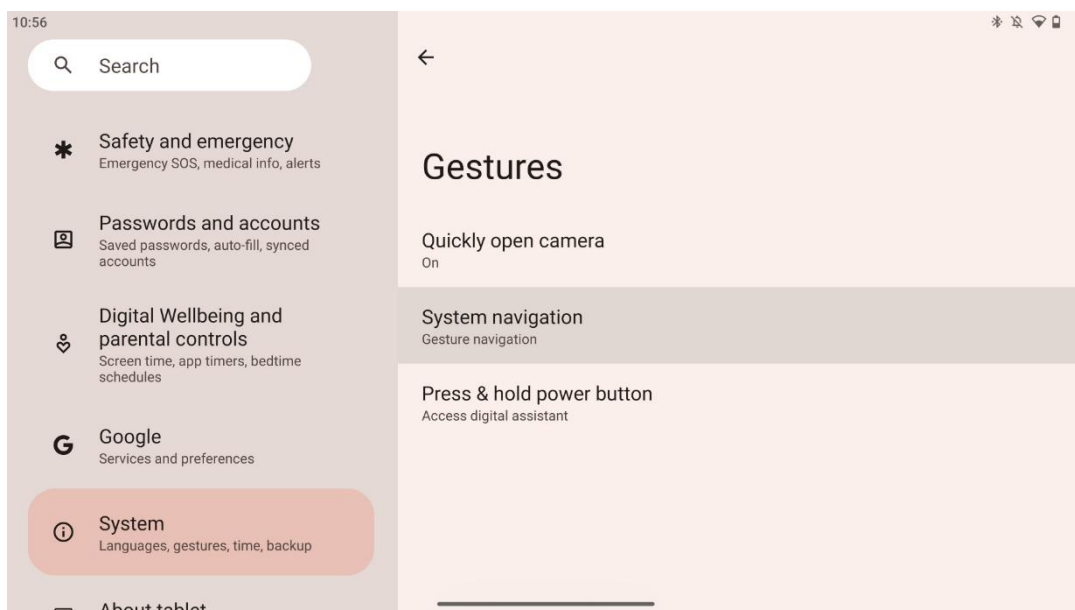 10:56
Search
Safety and emergency
Emergency SOS, medical info, alerts
Passwords and accounts
Saved passwords, auto-fill, synced
accounts
Digital Wellbeing and
parental controls
Screen time, app timers, bedtime
schedules
Google
Services and preferences
System
Languages, gestures, time, backup
About tablet
Gestures
Quickly open camera
On
System navigation
Gesture navigation
Press & hold power button
Access digital assistant